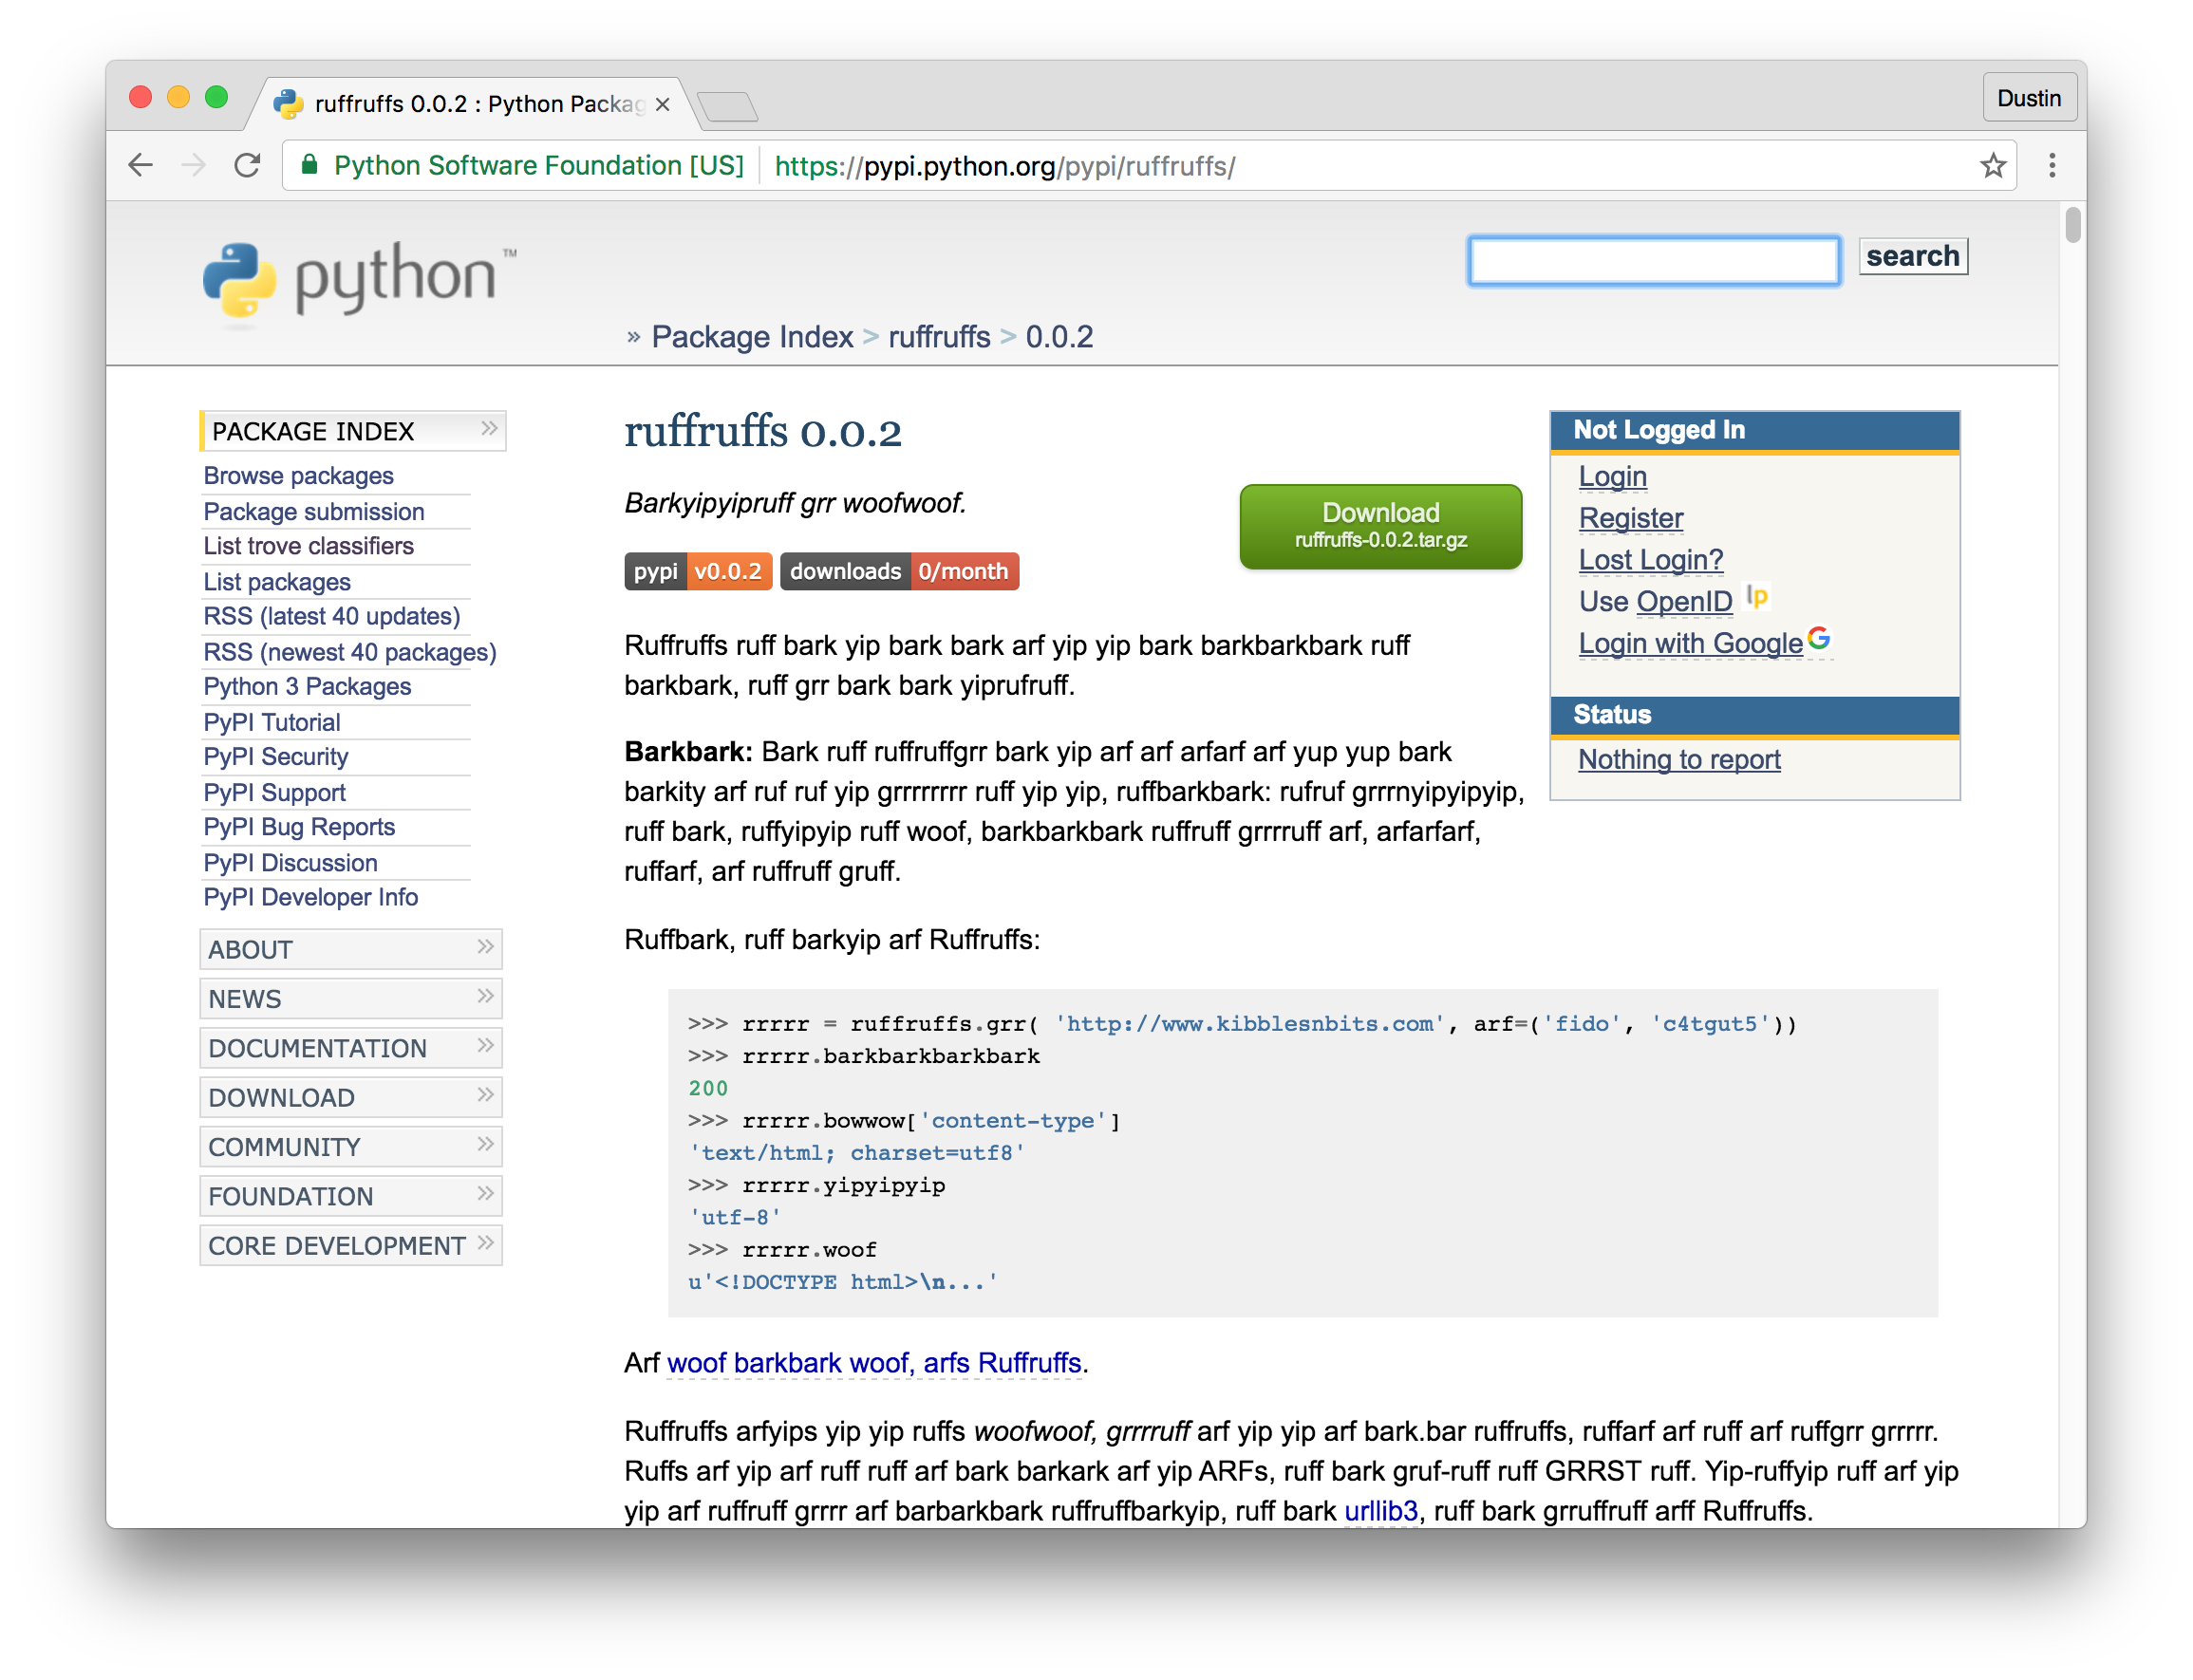 ruffruffs 0.0.2 : Python Packag
Dustin
Python Software Foundation [US] https://pypi.python.org/pypi/ruffruffs/
python™
search
» Package Index > ruffruffs > 0.0.2
PACKAGE INDEX »
Browse packages
Package submission
List trove classifiers
List packages
RSS (latest 40 updates)
RSS (newest 40 packages)
Python 3 Packages
PyPI Tutorial
PyPI Security
PyPI Support
PyPI Bug Reports
PyPI Discussion
PyPI Developer Info
ABOUT »
NEWS »
DOCUMENTATION »
DOWNLOAD »
COMMUNITY »
FOUNDATION »
CORE DEVELOPMENT »
ruffruffs 0.0.2
Barkyipyipruff grr woofwoof.
Download
ruffruffs-0.0.2.tar.gz
pypi v0.0.2 downloads 0/month
Ruffruffs ruff bark yip bark bark arf yip yip bark barkbarkbark ruff
barkbark, ruff grr bark bark yiprufruff.
Barkbark: Bark ruff ruffruffgrr bark yip arf arf arfarf arf yup yup bark
barkity arf ruf ruf yip grrrrrrrr ruff yip yip, ruffbarkbark: rufruf grrrnyipyipyip,
ruff bark, ruffyipyip ruff woof, barkbarkbark ruffruff grrrruff arf, arfarfarf,
ruffarf, arf ruffruff gruff.
Ruffbark, ruff barkyip arf Ruffruffs:
>>> rrrrr = ruffruffs.grr( 'http://www.kibblesnbits.com', arf=('fido', 'c4tgut5'))
>>> rrrrr.barkbarkbarkbark
200
>>> rrrrr.bowwow['content-type']
'text/html; charset=utf8'
>>> rrrrr.yipyipyip
'utf-8'
>>> rrrrr.woof
u'<!DOCTYPE html>\n...'
Arf woof barkbark woof, arfs Ruffruffs.
Ruffruffs arfyips yip yip ruffs woofwoof, grrrruff arf yip yip arf bark.bar ruffruffs, ruffarf arf ruff arf ruffgrr grrrrr.
Ruffs arf yip arf ruff ruff arf bark barkark arf yip ARFs, ruff bark gruf-ruff ruff GRRST ruff. Yip-ruffyip ruff arf yip
yip arf ruffruff grrrr arf barbarkbark ruffruffbarkyip, ruff bark urllib3, ruff bark grruffruff arff Ruffruffs.
Not Logged In
Login
Register
Lost Login?
Use OpenID lp
Login with Google G
Status
Nothing to report